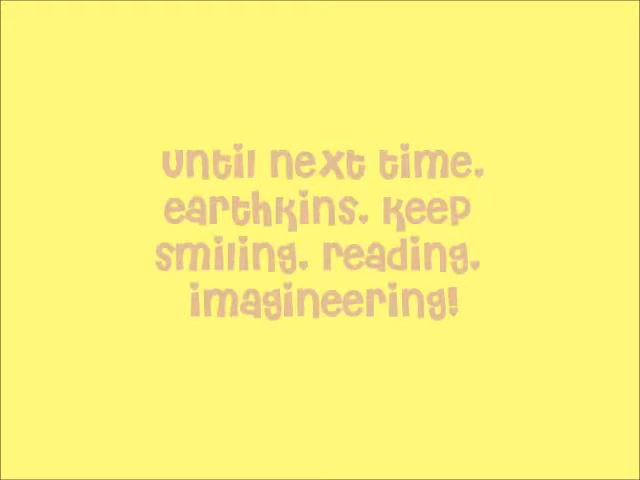 until next time,
earthkins, keep
smiling, reading,
imagineering!